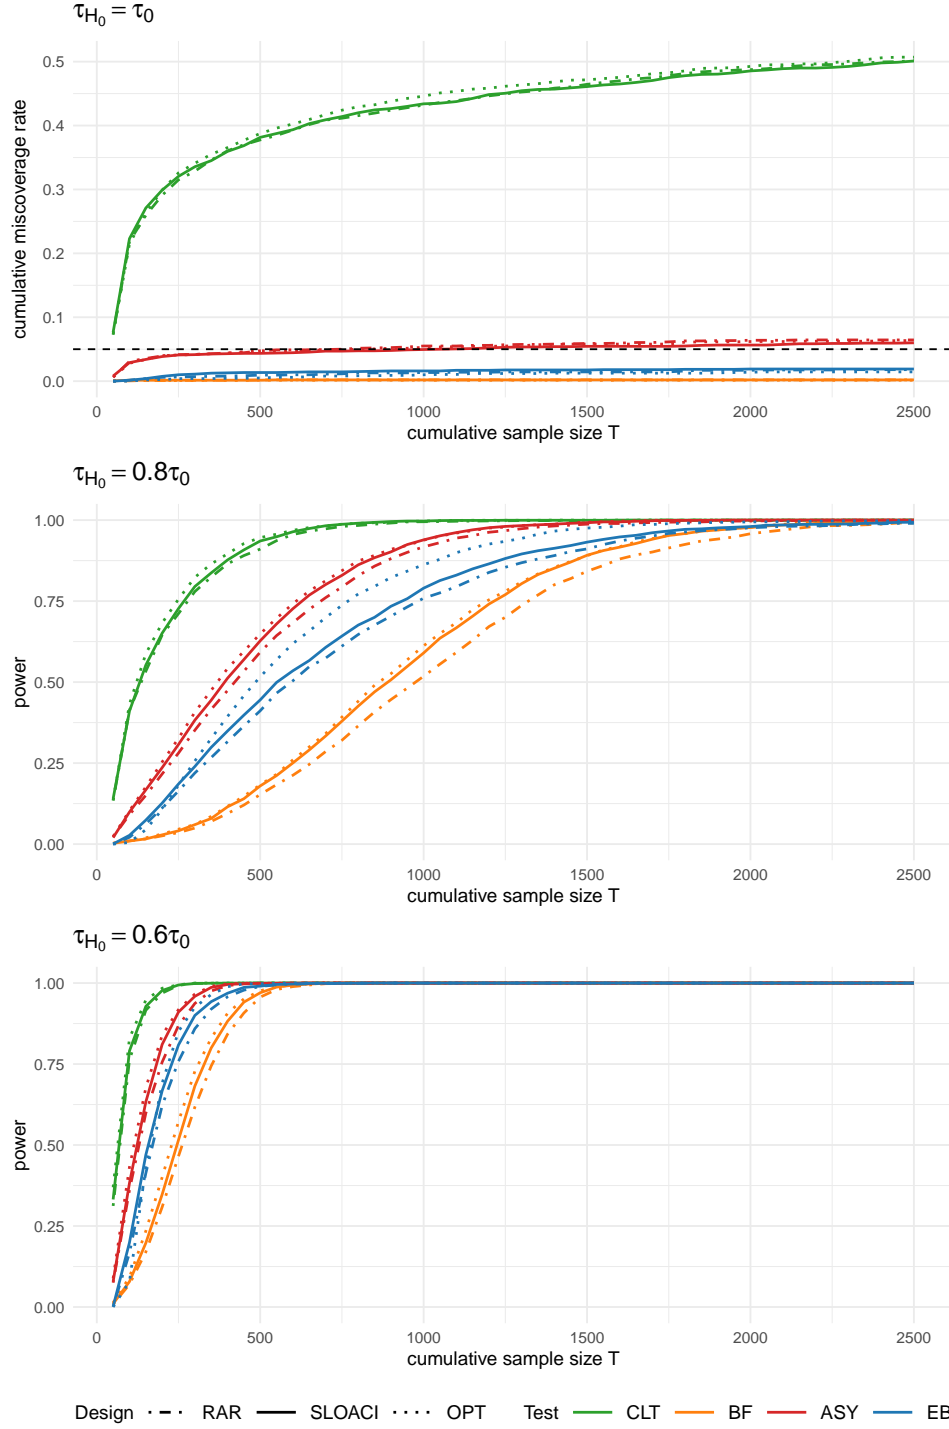 τH₀ = τ₀
0.5
0.4
0.3
0.2
0.1
0.0
cumulative miscoverage rate
0 500 1000 1500 2000 2500
cumulative sample size T
τH₀ = 0.8τ₀
1.00
0.75
0.50
0.25
0.00
power
0 500 1000 1500 2000 2500
cumulative sample size T
τH₀ = 0.6τ₀
1.00
0.75
0.50
0.25
0.00
power
0 500 1000 1500 2000 2500
cumulative sample size T
Design RAR SLOACI OPT Test CLT BF ASY EB